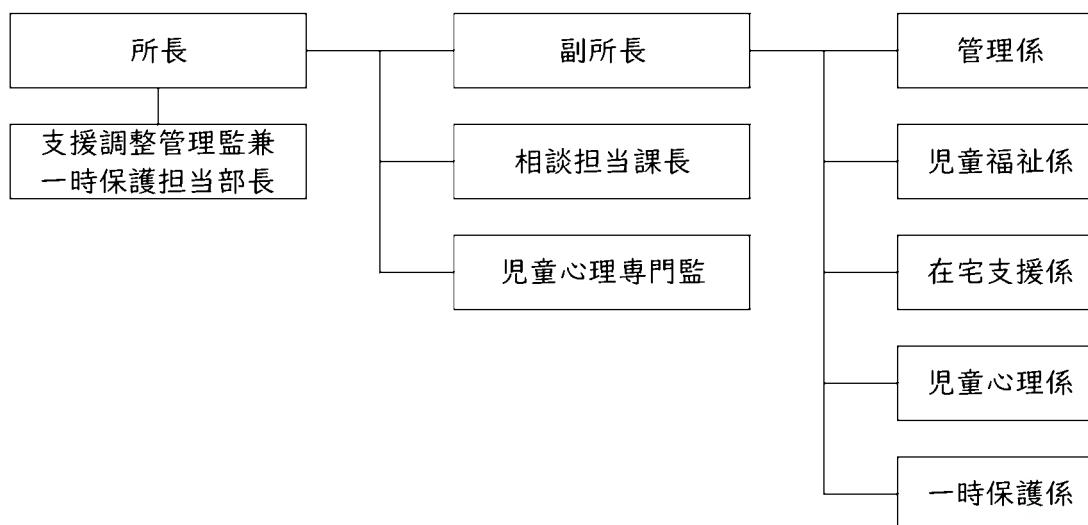 所長
副所長
管理係
支援調整管理監兼
一時保護担当部長
相談担当課長
児童福祉係
児童心理専門監
在宅支援係
児童心理係
一時保護係